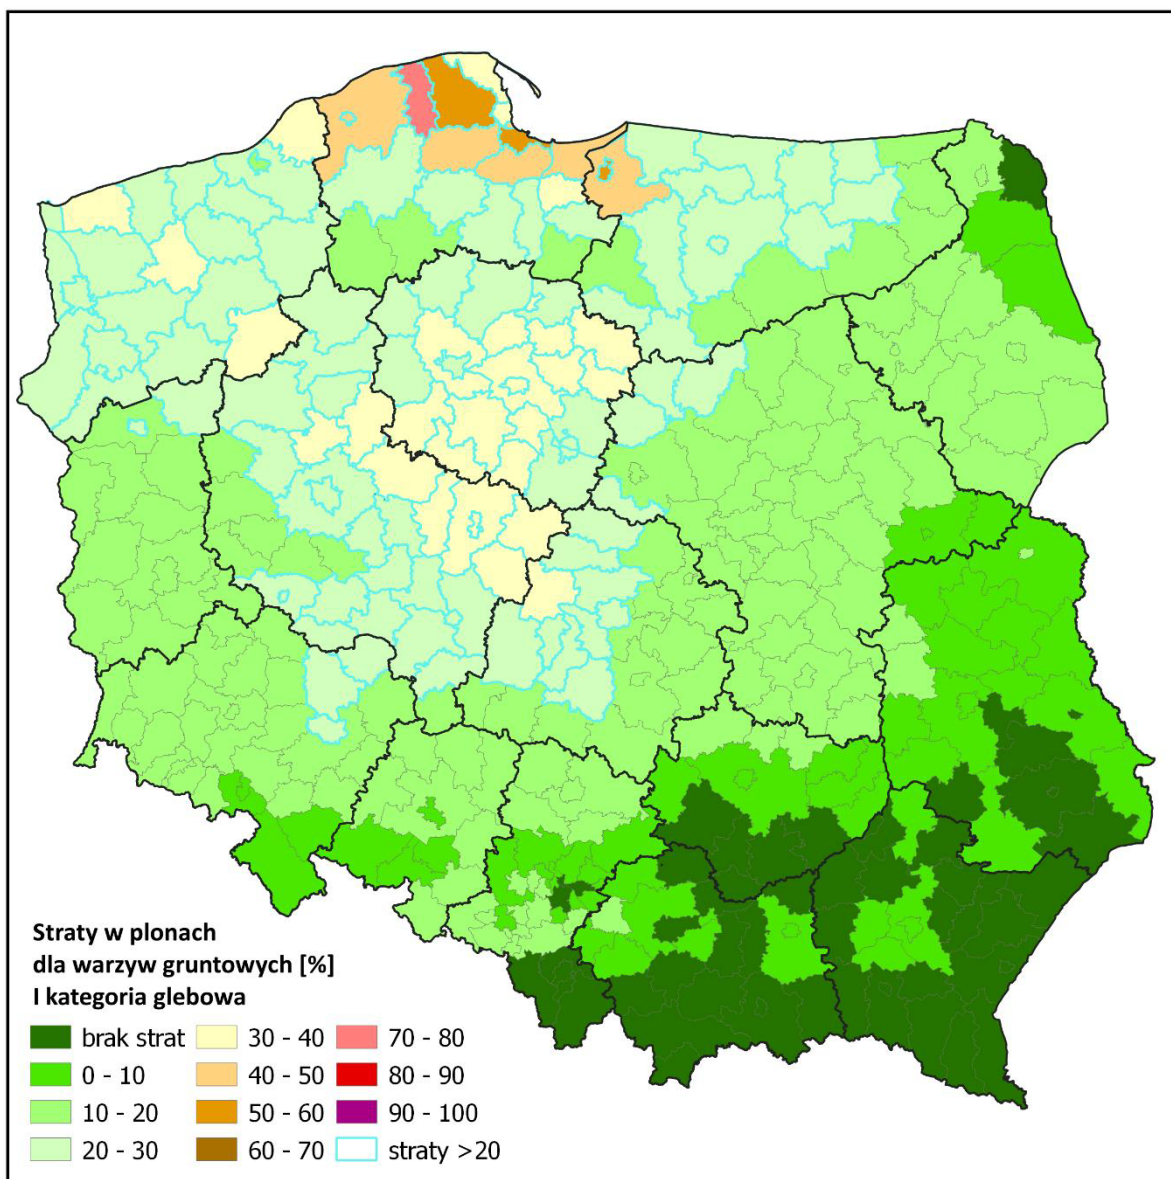 Straty w plonach
dla warzyw gruntowych [%]
I kategoria glebowa
brak strat
0 - 10
10 - 20
20 - 30
30 - 40
40 - 50
50 - 60
60 - 70
70 - 80
80 - 90
90 - 100
straty >20